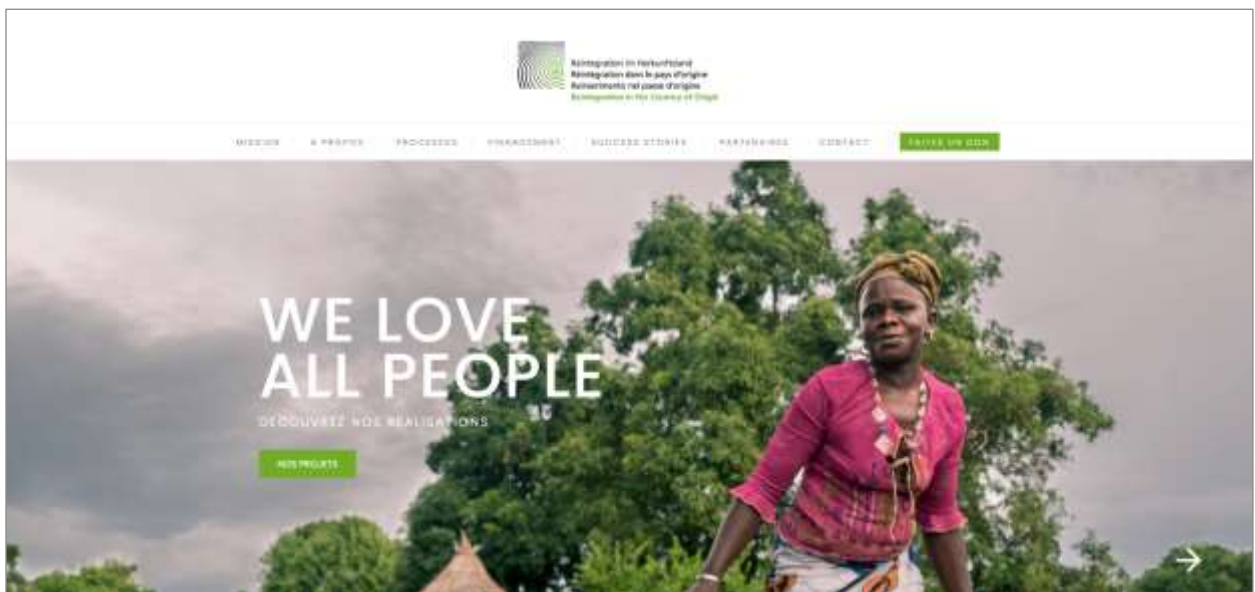 Reintegration im Herkunftsland
Réintégration dans le pays d'origine
Reinserimento nel paese d'origine
Reintegration in the Country of Origin
MISSION A PROPOS PROCESSUS FINANCEMENT SUCCESS STORIES PARTENAIRES CONTACT FAITES UN DON
WE LOVE
ALL PEOPLE
DÉCOUVREZ NOS RÉALISATIONS
NOS PROJETS